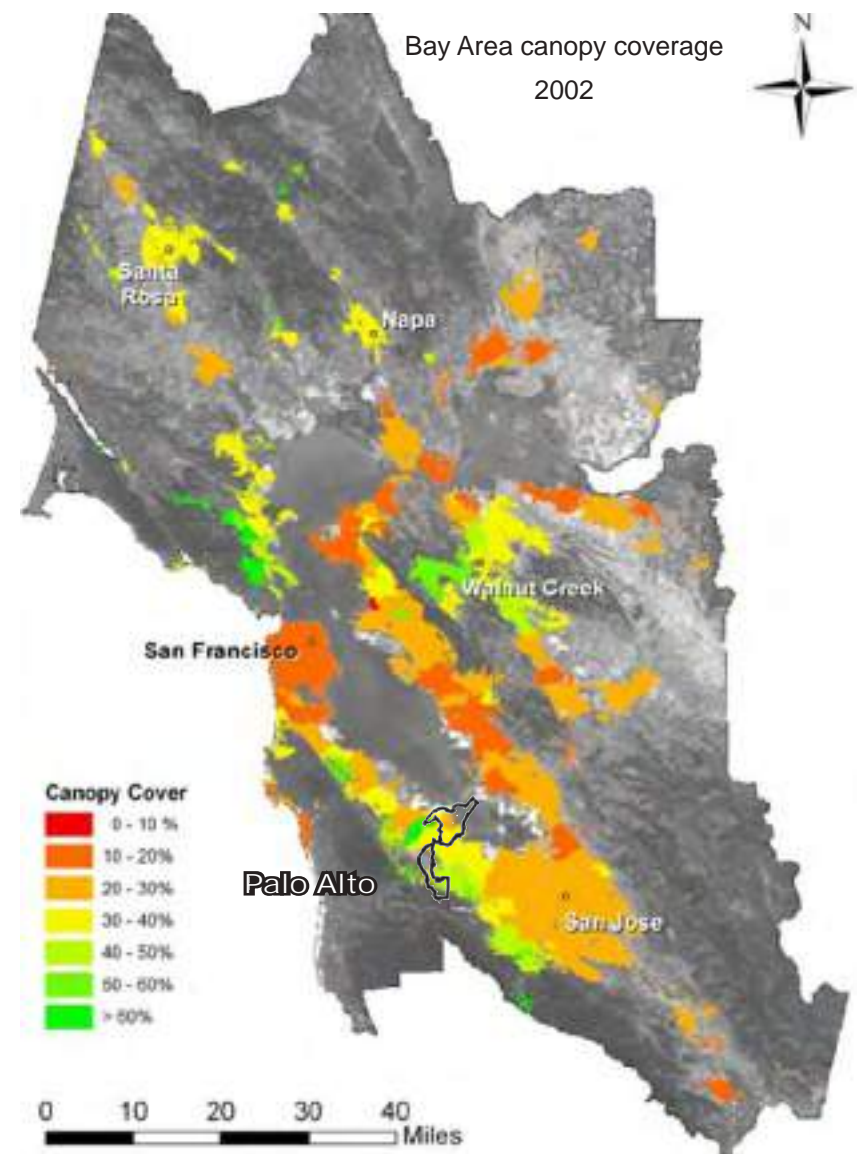 Bay Area canopy coverage
2002
N
Santa
Rosa
Napa
Walnut Creek
San Francisco
Canopy Cover
0 - 10 %
10 - 20%
20 - 30%
30 - 40%
40 - 50%
50 - 60%
> 60%
Palo Alto
San Jose
0 10 20 30 40
Miles